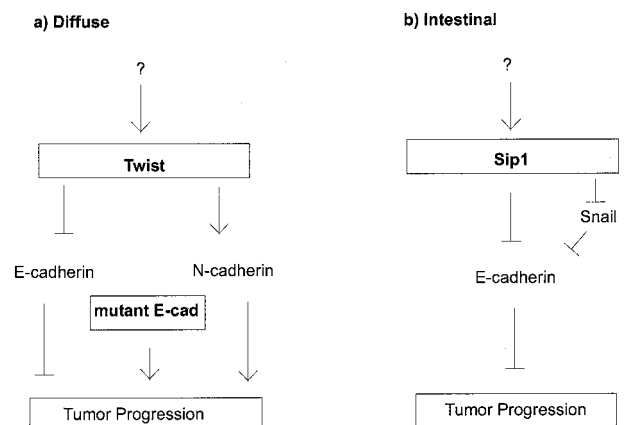 a) Diffuse
?
Twist
E-cadherin
N-cadherin
mutant E-cad
Tumor Progression
b) Intestinal
?
Sip1
Snail
E-cadherin
Tumor Progression